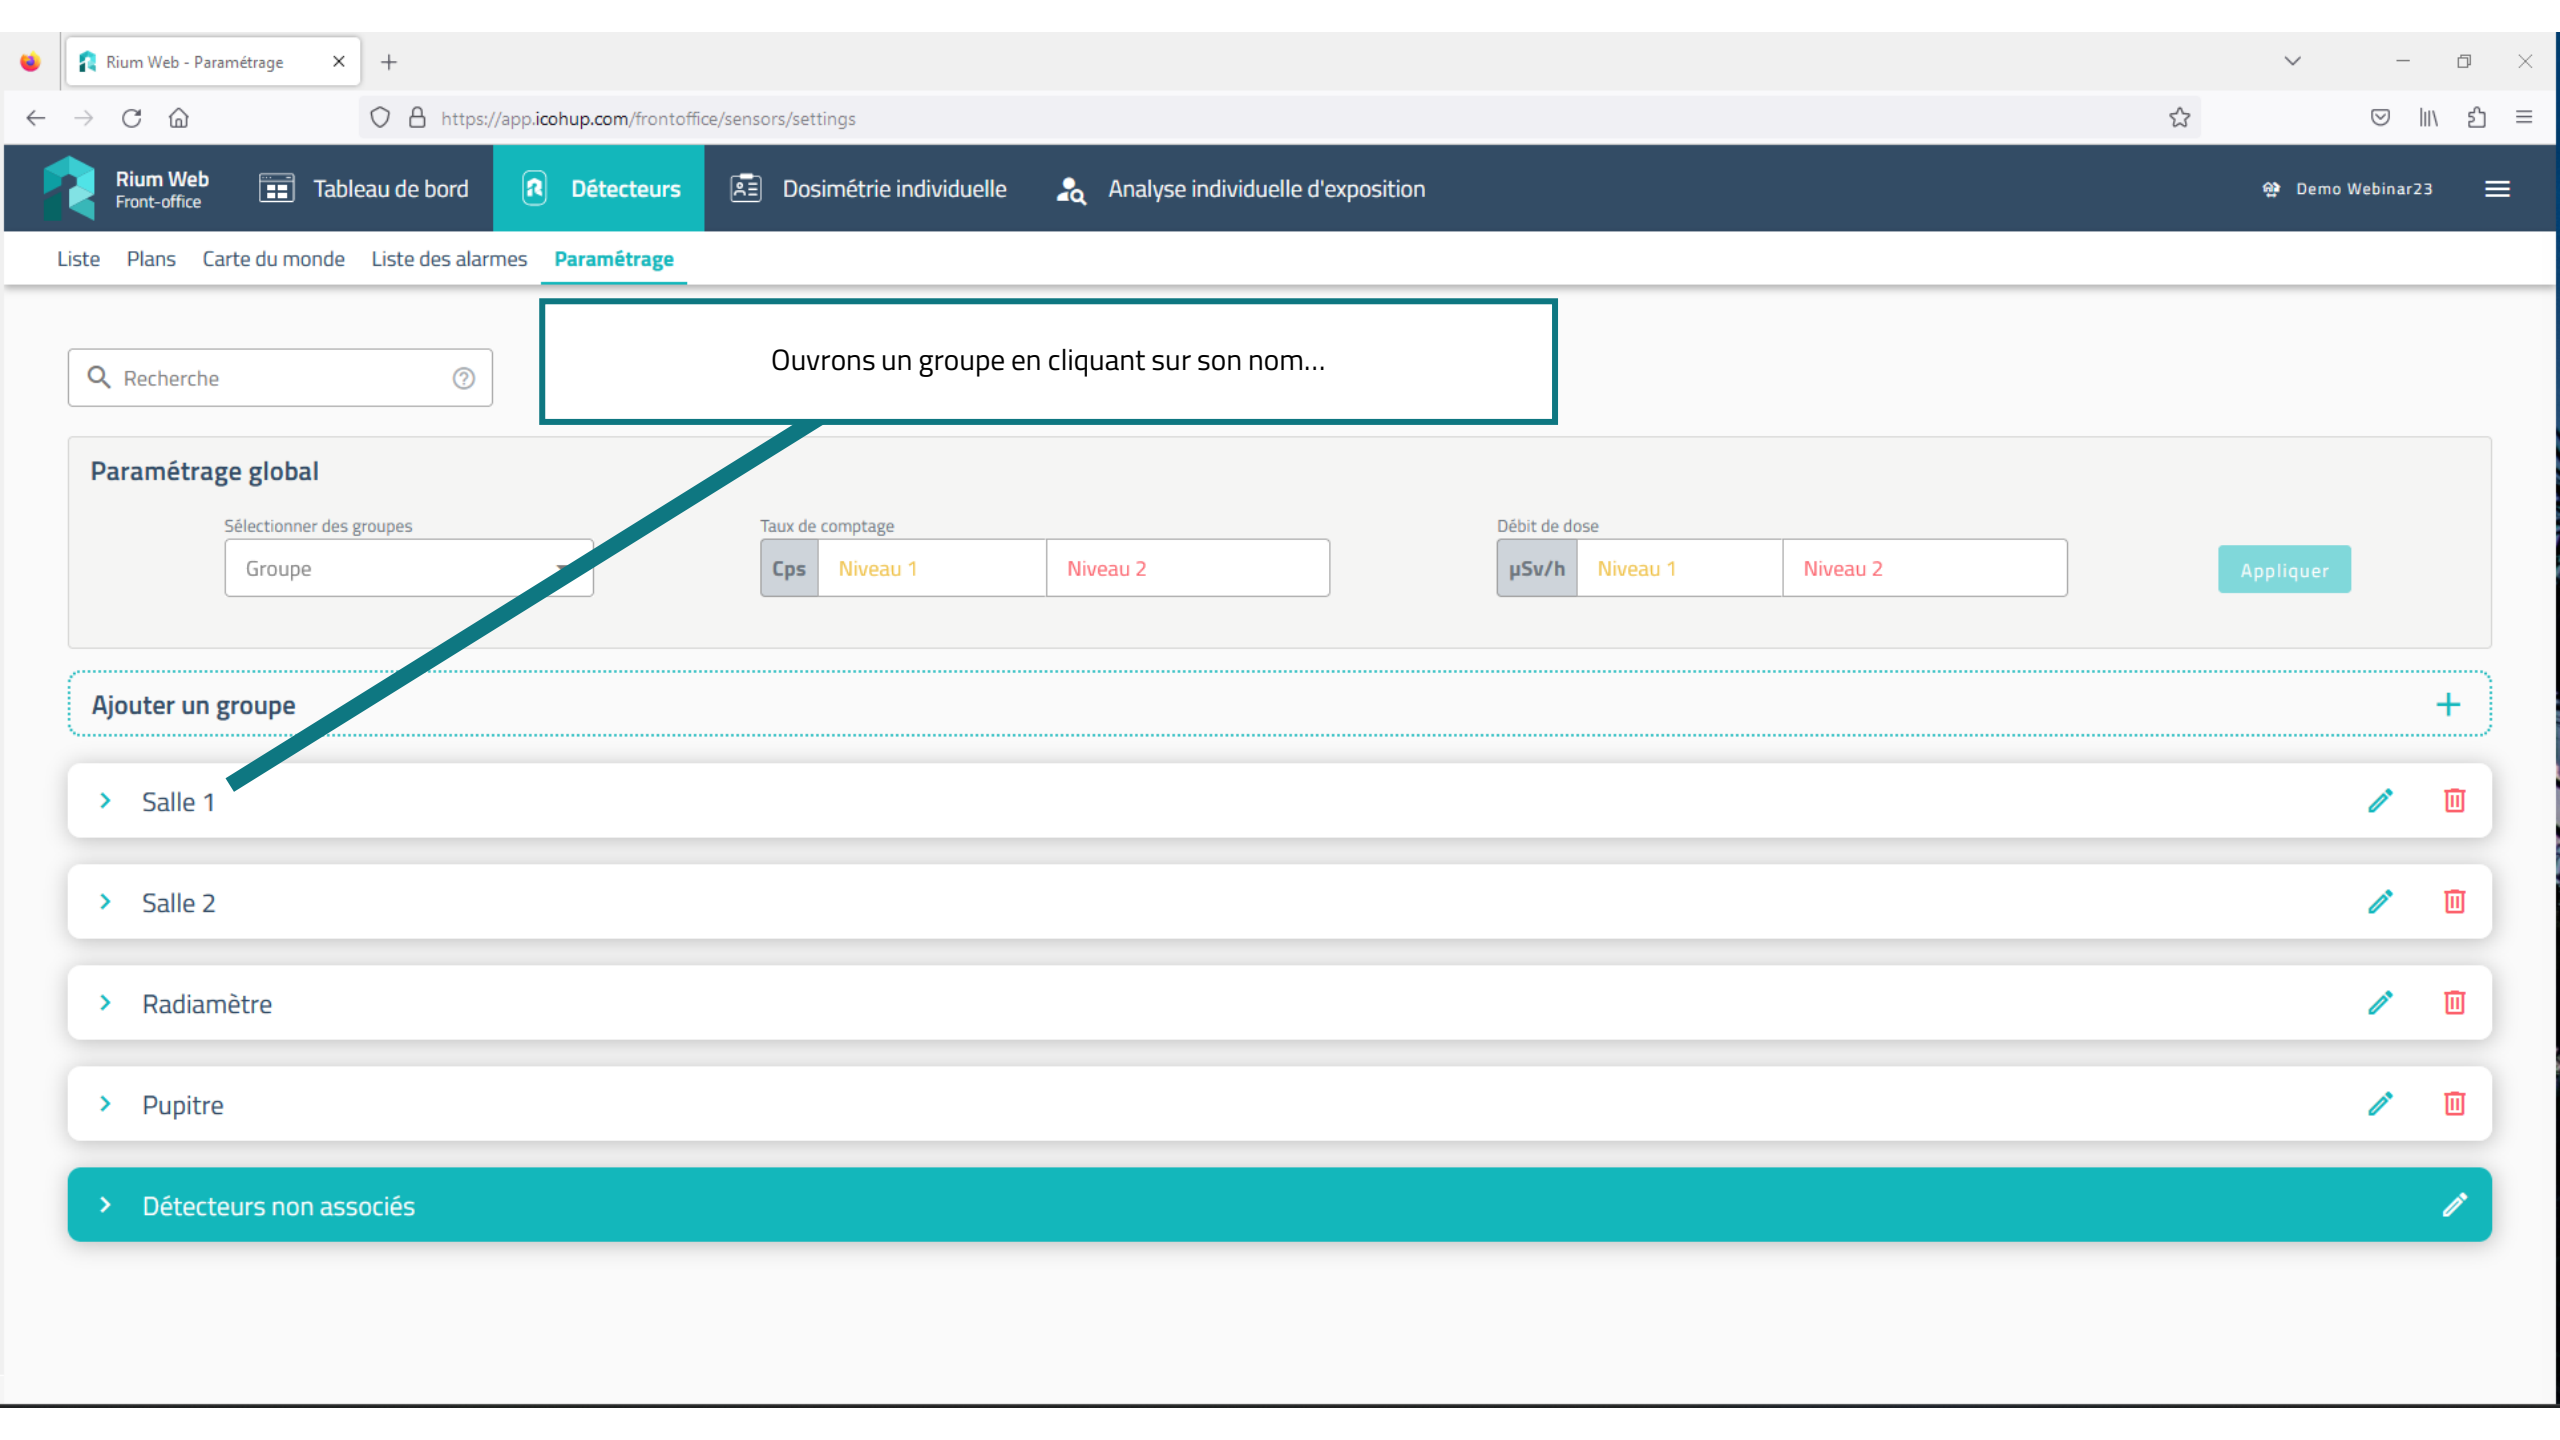 Rium Web - Paramétrage
https://app.icohup.com/frontoffice/sensors/settings
Rium Web
Front-office
Tableau de bord
Détecteurs
Dosimétrie individuelle
Analyse individuelle d'exposition
Demo Webinar23
Liste
Plans
Carte du monde
Liste des alarmes
Paramétrage
Ouvrons un groupe en cliquant sur son nom...
Recherche
Paramétrage global
Sélectionner des groupes
Groupe
Taux de comptage
Cps
Niveau 1
Niveau 2
Débit de dose
µSv/h
Niveau 1
Niveau 2
Appliquer
Ajouter un groupe
Salle 1
Salle 2
Radiamètre
Pupitre
Détecteurs non associés